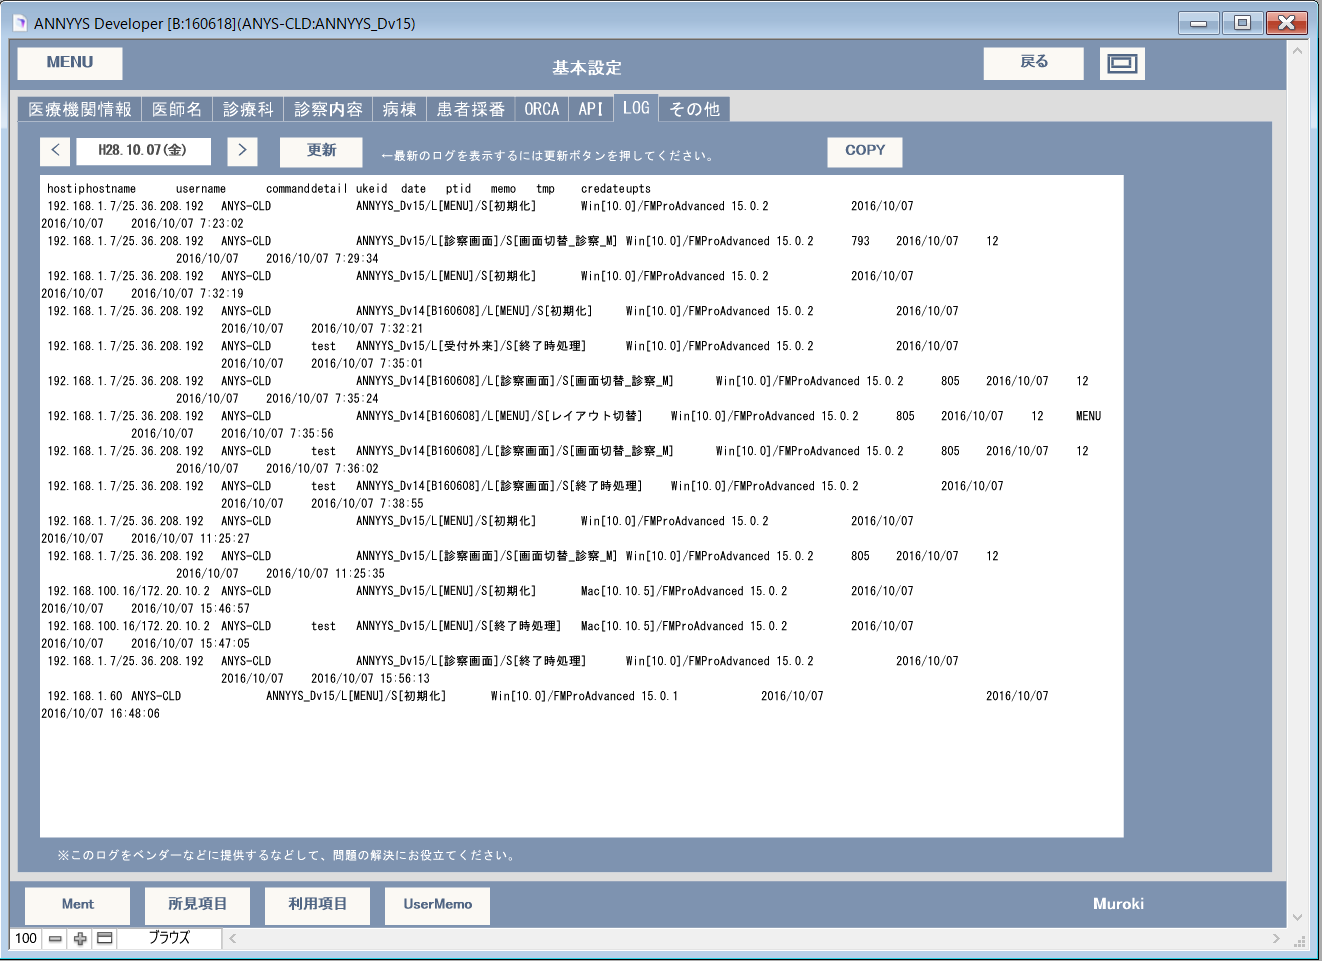 ANNYYS Developer [B:160618](ANYS-CLD:ANNYYS_Dv15)
MENU
基本設定
戻る
医療機関情報 医師名 診療科 診察内容 病棟 患者採番 ORCA API LOG その他
< H28.10.07(金) > 更新 ←最新のログを表示するには更新ボタンを押してください。 COPY
hostiphostname username commanddetail ukeid date ptid memo tmp credateupts
192.168.1.7/25.36.208.192 ANYS-CLD ANNYYS_Dv15/L[MENU]/S[初期化] Win[10.0]/FMProAdvanced 15.0.2 2016/10/07
2016/10/07 2016/10/07 7:23:02
192.168.1.7/25.36.208.192 ANYS-CLD ANNYYS_Dv15/L[診察画面]/S[画面切替_診察_M] Win[10.0]/FMProAdvanced 15.0.2 793 2016/10/07 12
2016/10/07 2016/10/07 7:29:34
192.168.1.7/25.36.208.192 ANYS-CLD ANNYYS_Dv15/L[MENU]/S[初期化] Win[10.0]/FMProAdvanced 15.0.2 2016/10/07
2016/10/07 2016/10/07 7:32:19
192.168.1.7/25.36.208.192 ANYS-CLD ANNYYS_Dv14[B160608]/L[MENU]/S[初期化] Win[10.0]/FMProAdvanced 15.0.2 2016/10/07
2016/10/07 2016/10/07 7:32:21
192.168.1.7/25.36.208.192 ANYS-CLD test ANNYYS_Dv15/L[受付外来]/S[終了時処理] Win[10.0]/FMProAdvanced 15.0.2 2016/10/07
2016/10/07 2016/10/07 7:35:01
192.168.1.7/25.36.208.192 ANYS-CLD ANNYYS_Dv14[B160608]/L[診察画面]/S[画面切替_診察_M] Win[10.0]/FMProAdvanced 15.0.2 805 2016/10/07 12
2016/10/07 2016/10/07 7:35:24
192.168.1.7/25.36.208.192 ANYS-CLD ANNYYS_Dv14[B160608]/L[MENU]/S[レイアウト切替] Win[10.0]/FMProAdvanced 15.0.2 805 2016/10/07 12 MENU
2016/10/07 2016/10/07 7:35:56
192.168.1.7/25.36.208.192 ANYS-CLD test ANNYYS_Dv14[B160608]/L[診察画面]/S[画面切替_診察_M] Win[10.0]/FMProAdvanced 15.0.2 805 2016/10/07 12
2016/10/07 2016/10/07 7:36:02
192.168.1.7/25.36.208.192 ANYS-CLD test ANNYYS_Dv14[B160608]/L[診察画面]/S[終了時処理] Win[10.0]/FMProAdvanced 15.0.2 2016/10/07
2016/10/07 2016/10/07 7:38:55
192.168.1.7/25.36.208.192 ANYS-CLD ANNYYS_Dv15/L[MENU]/S[初期化] Win[10.0]/FMProAdvanced 15.0.2 2016/10/07
2016/10/07 2016/10/07 11:25:27
192.168.1.7/25.36.208.192 ANYS-CLD ANNYYS_Dv15/L[診察画面]/S[画面切替_診察_M] Win[10.0]/FMProAdvanced 15.0.2 805 2016/10/07 12
2016/10/07 2016/10/07 11:25:35
192.168.100.16/172.20.10.2 ANYS-CLD ANNYYS_Dv15/L[MENU]/S[初期化] Mac[10.10.5]/FMProAdvanced 15.0.2 2016/10/07
2016/10/07 2016/10/07 15:46:57
192.168.100.16/172.20.10.2 ANYS-CLD test ANNYYS_Dv15/L[MENU]/S[終了時処理] Mac[10.10.5]/FMProAdvanced 15.0.2 2016/10/07
2016/10/07 2016/10/07 15:47:05
192.168.1.7/25.36.208.192 ANYS-CLD ANNYYS_Dv15/L[診察画面]/S[終了時処理] Win[10.0]/FMProAdvanced 15.0.2 2016/10/07
2016/10/07 2016/10/07 15:56:13
192.168.1.60 ANYS-CLD ANNYYS_Dv15/L[MENU]/S[初期化] Win[10.0]/FMProAdvanced 15.0.1 2016/10/07 2016/10/07
2016/10/07 16:48:06
※このログをベンダーなどに提供するなどして、問題の解決にお役立てください。
Ment 所見項目 利用項目 UserMemo Muroki
100 ブラウズ